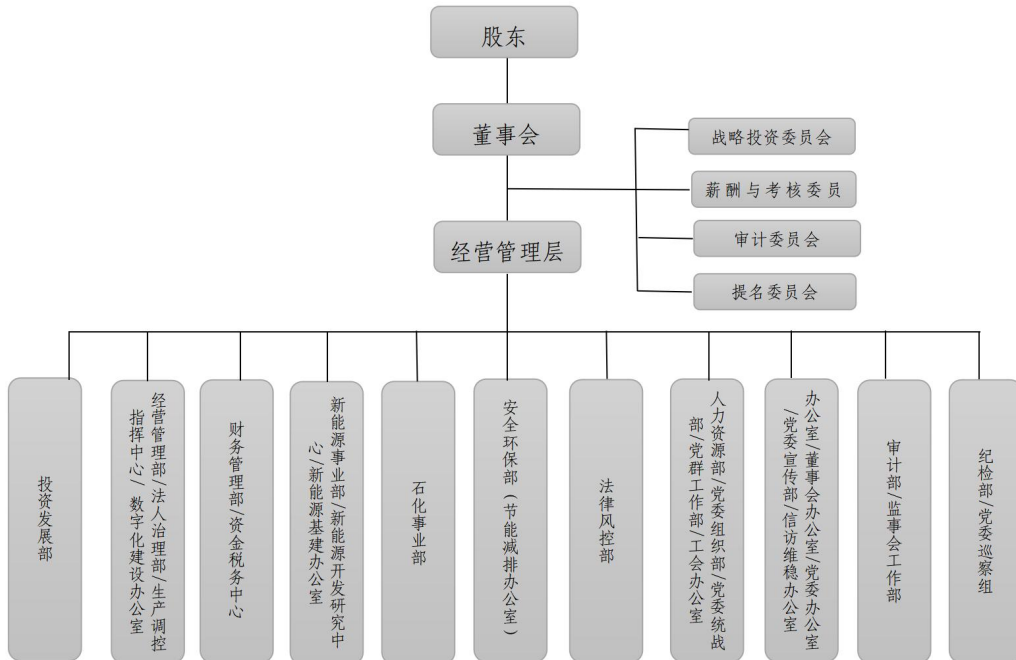 股东
董事会
战略投资委员会
薪酬与考核委员
审计委员会
提名委员会
经营管理层
投资发展部
经营管理部/法人治理部/生产调控
指挥中心/ 数字化建设办公室
财务管理部/资金税务中心
新能源事业部/新能源开发研究中
心/新能源基建办公室
石化事业部
安全环保部（节能减排办公室）
法律风控部
人力资源部/党委组织部/党委统战
部/党群工作部/工会办公室
办公室/董事会办公室/党委办公室
/党委宣传部/信访维稳办公室
审计部/监事会工作部
纪检部/党委巡察组